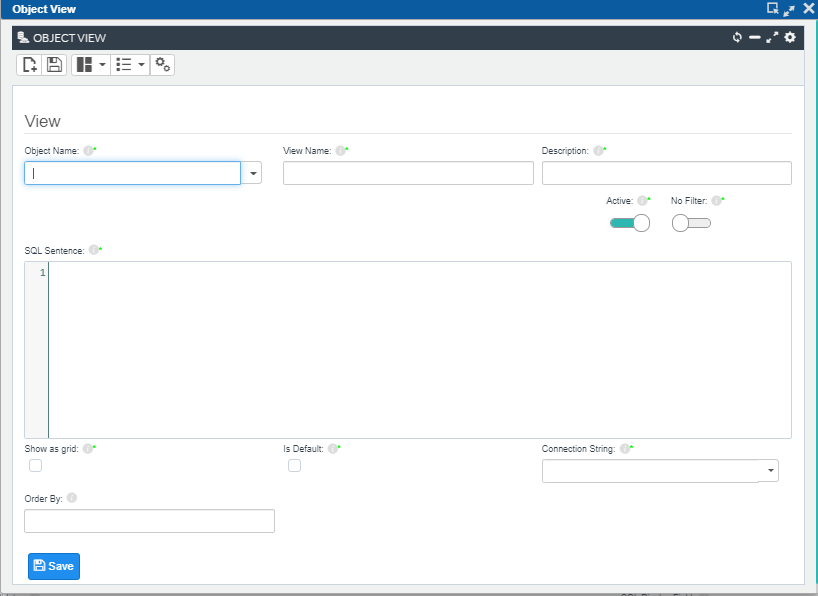 Object View
OBJECT VIEW
View
Object Name: View Name: Description:
Active: No Filter:
SQL Sentence:
1
Show as grid: Is Default: Connection String:
Order By:
Save